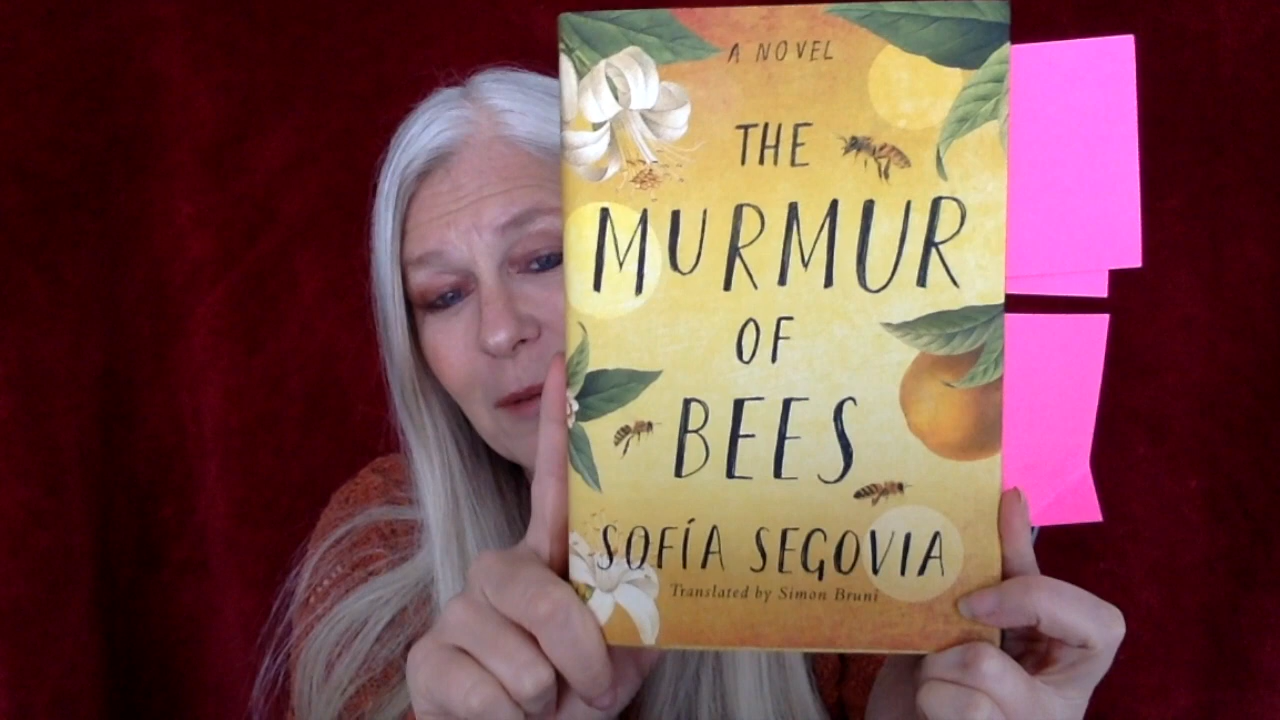 A NOVEL
THE
MURMUR
OF
BEES
SOFÍA SEGOVIA
Translated by Simon Bruni